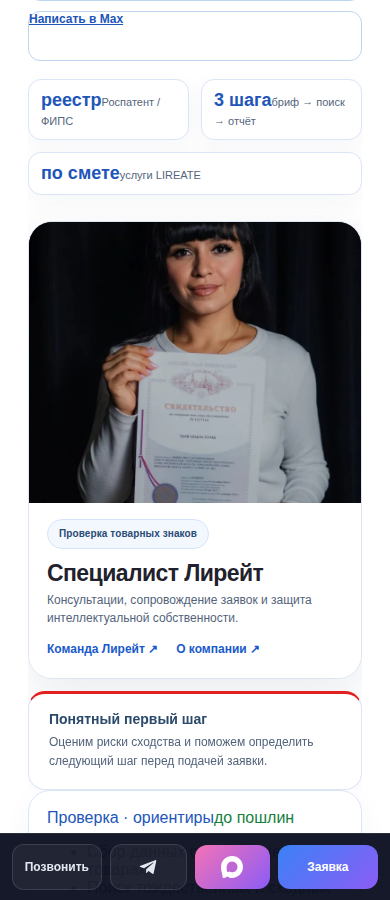 Написать в Max
реестрРоспатент /
ФИПС
3 шагабриф → поиск
→ отчёт
по сметеуслуги LIREATE
СВИДЕТЕЛЬСТВО
Проверка товарных знаков
Специалист Лирейт
Консультации, сопровождение заявок и защита
интеллектуальной собственности.
Команда Лирейт ↗ О компании ↗
Понятный первый шаг
Оценим риски сходства и поможем определить
следующий шаг перед подачей заявки.
Проверка · ориентирыдо пошлин
Позвонить
Заявка